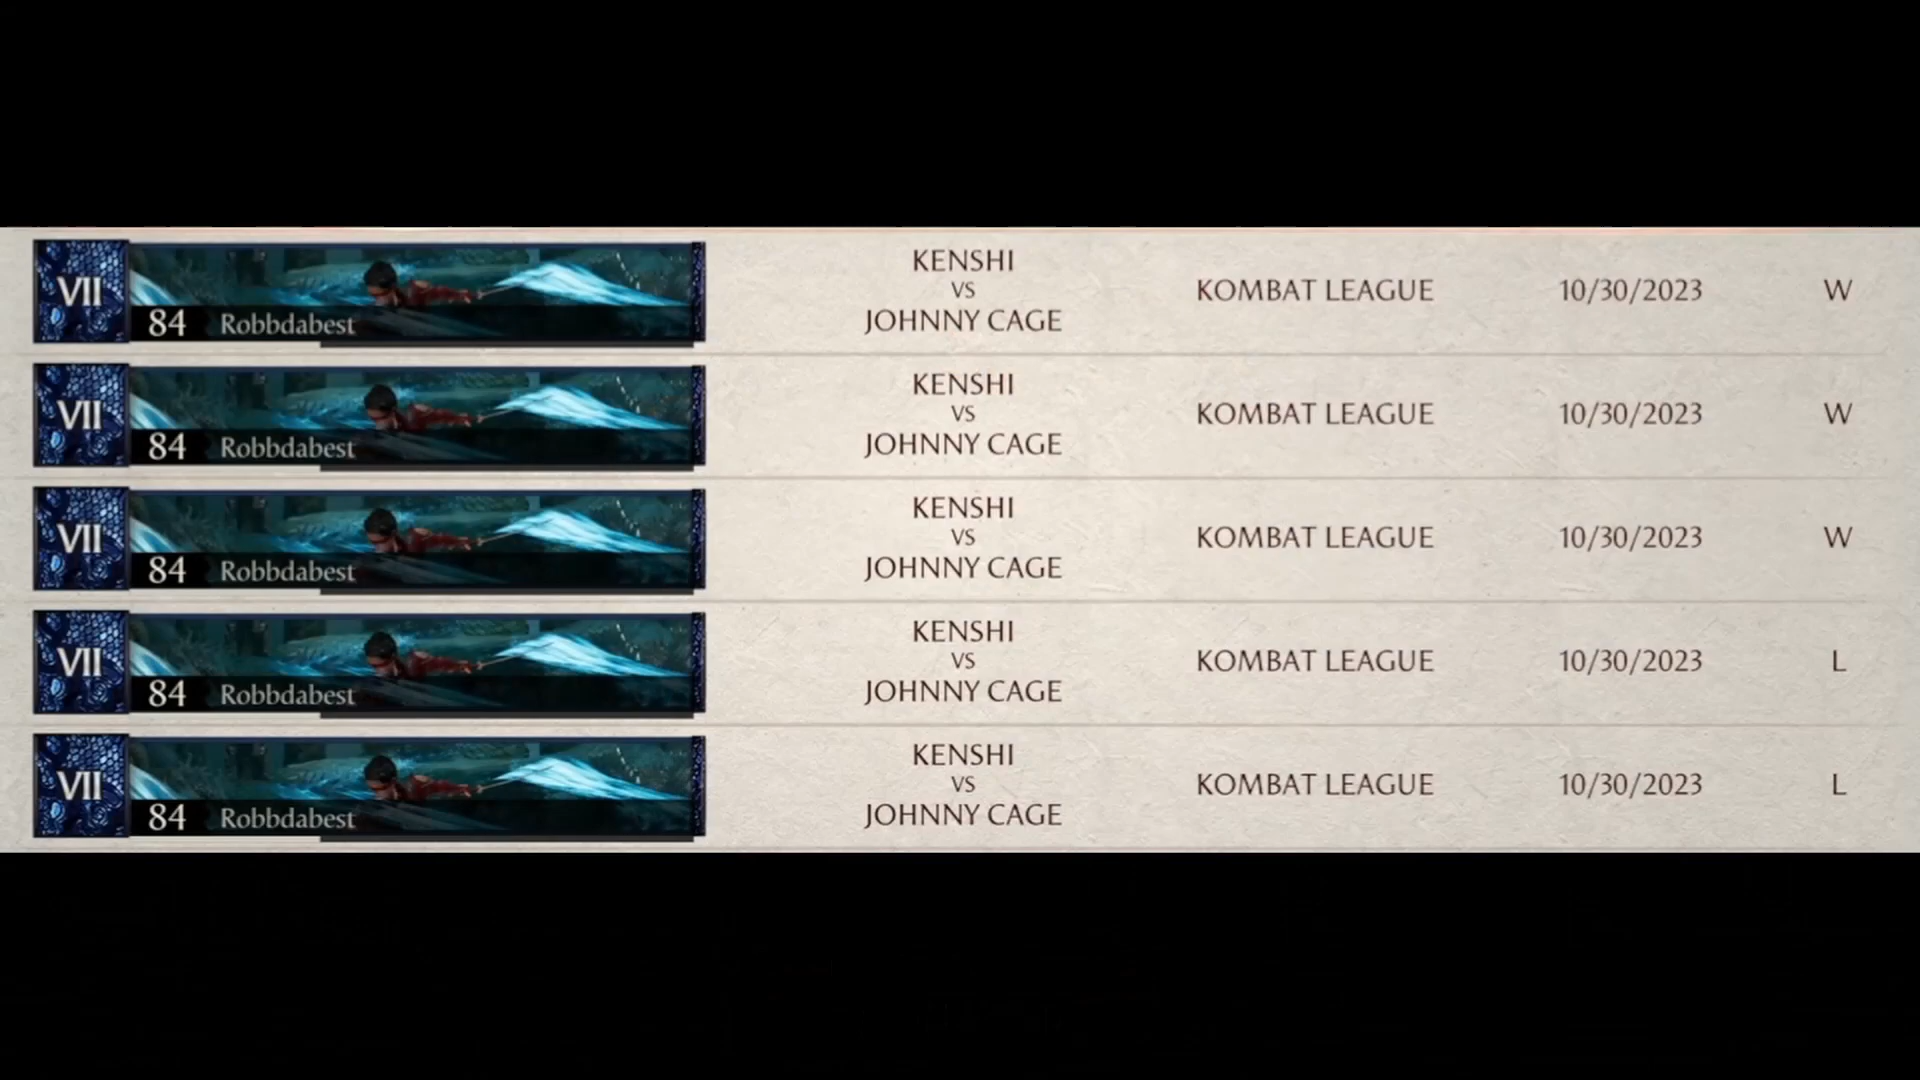 VII
84 Robbdabest
KENSHI
VS
JOHNNY CAGE
KOMBAT LEAGUE
10/30/2023
W
VII
84 Robbdabest
KENSHI
VS
JOHNNY CAGE
KOMBAT LEAGUE
10/30/2023
W
VII
84 Robbdabest
KENSHI
VS
JOHNNY CAGE
KOMBAT LEAGUE
10/30/2023
W
VII
84 Robbdabest
KENSHI
VS
JOHNNY CAGE
KOMBAT LEAGUE
10/30/2023
L
VII
84 Robbdabest
KENSHI
VS
JOHNNY CAGE
KOMBAT LEAGUE
10/30/2023
L